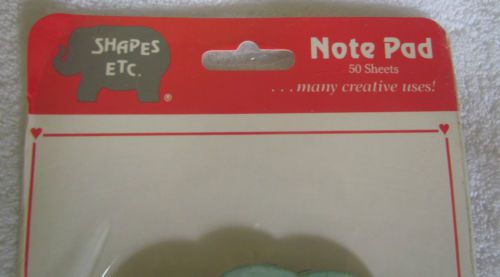 SHAPES
ETC.
®
Note Pad
50 Sheets
...many creative uses!